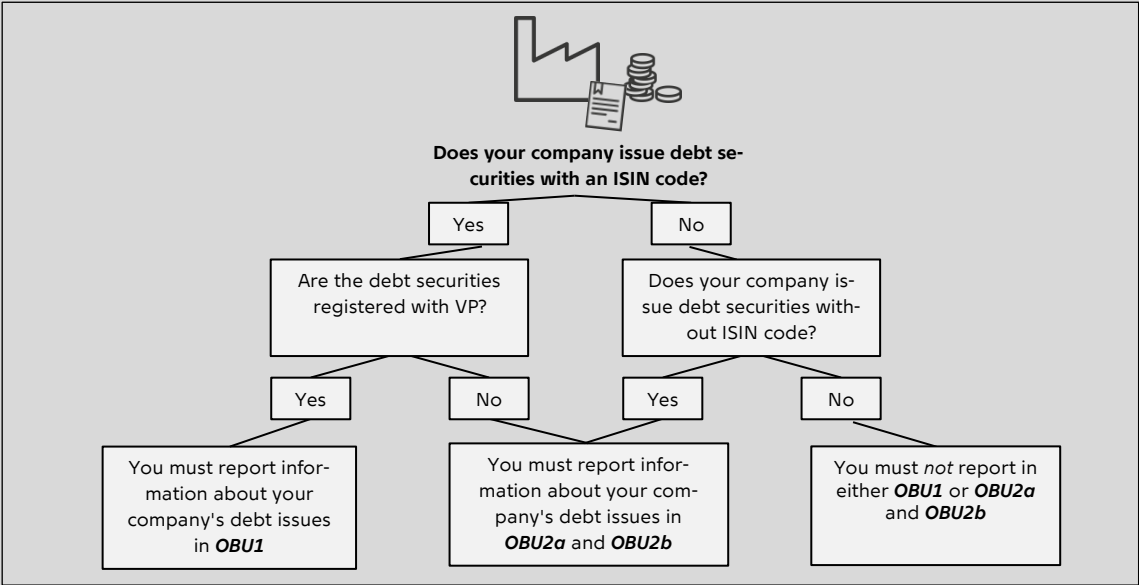 Does your company issue debt se-
curities with an ISIN code?
Yes
No
Are the debt securities
registered with VP?
Does your company is-
sue debt securities with-
out ISIN code?
Yes
No
Yes
No
You must report infor-
mation about your
company's debt issues
in OBU1
You must report infor-
mation about your com-
pany's debt issues in
OBU2a and OBU2b
You must not report in
either OBU1 or OBU2a
and OBU2b